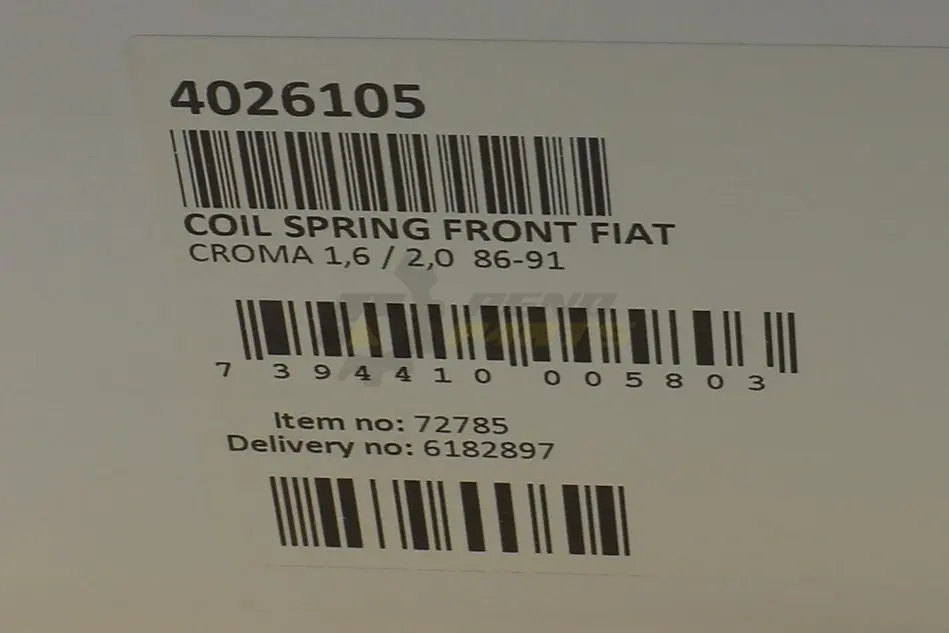 4026105
COIL SPRING FRONT FIAT
CROMA 1,6 / 2,0 86-91
7 394410 005803
Item no: 72785
Delivery no: 6182897